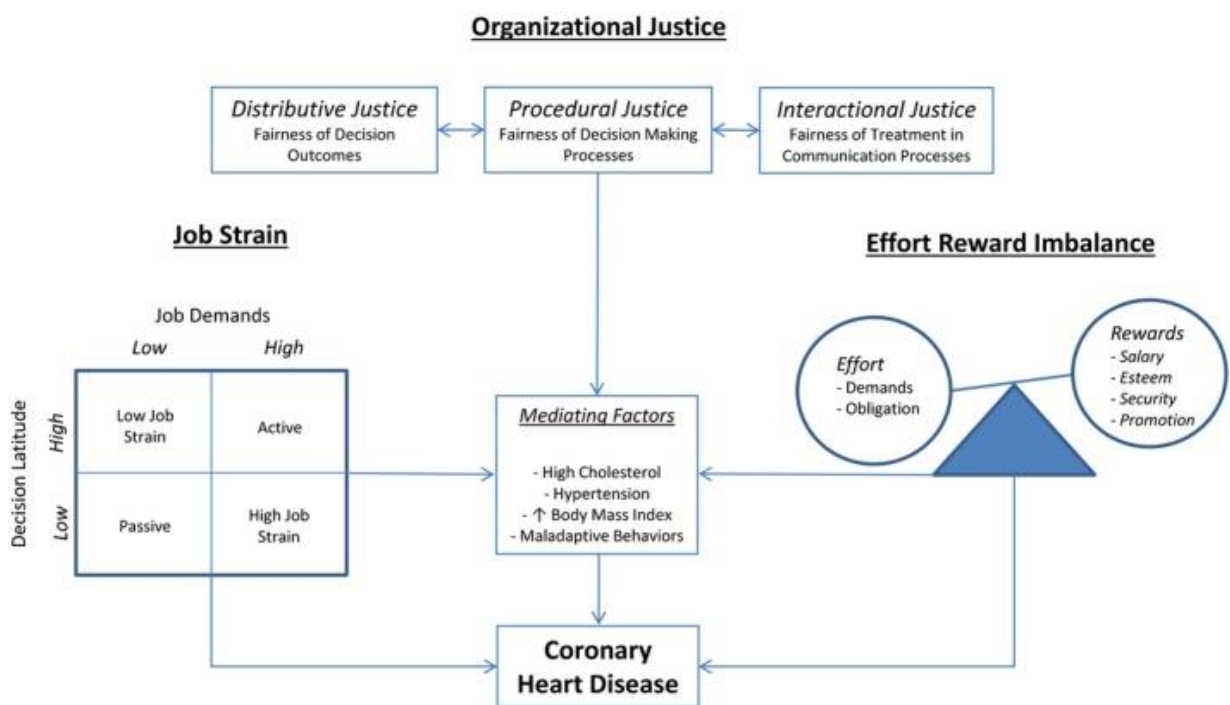 Organizational Justice
Distributive Justice
Fairness of Decision
Outcomes
Procedural Justice
Fairness of Decision Making
Processes
Interactional Justice
Fairness of Treatment in
Communication Processes
Job Strain
Job Demands
Low High
Decision Latitude
High
Low
Low Job
Strain
Active
Passive
High Job
Strain
Mediating Factors
- High Cholesterol
- Hypertension
- ↑ Body Mass Index
- Maladaptive Behaviors
Effort Reward Imbalance
Effort
- Demands
- Obligation
Rewards
- Salary
- Esteem
- Security
- Promotion
Coronary
Heart Disease